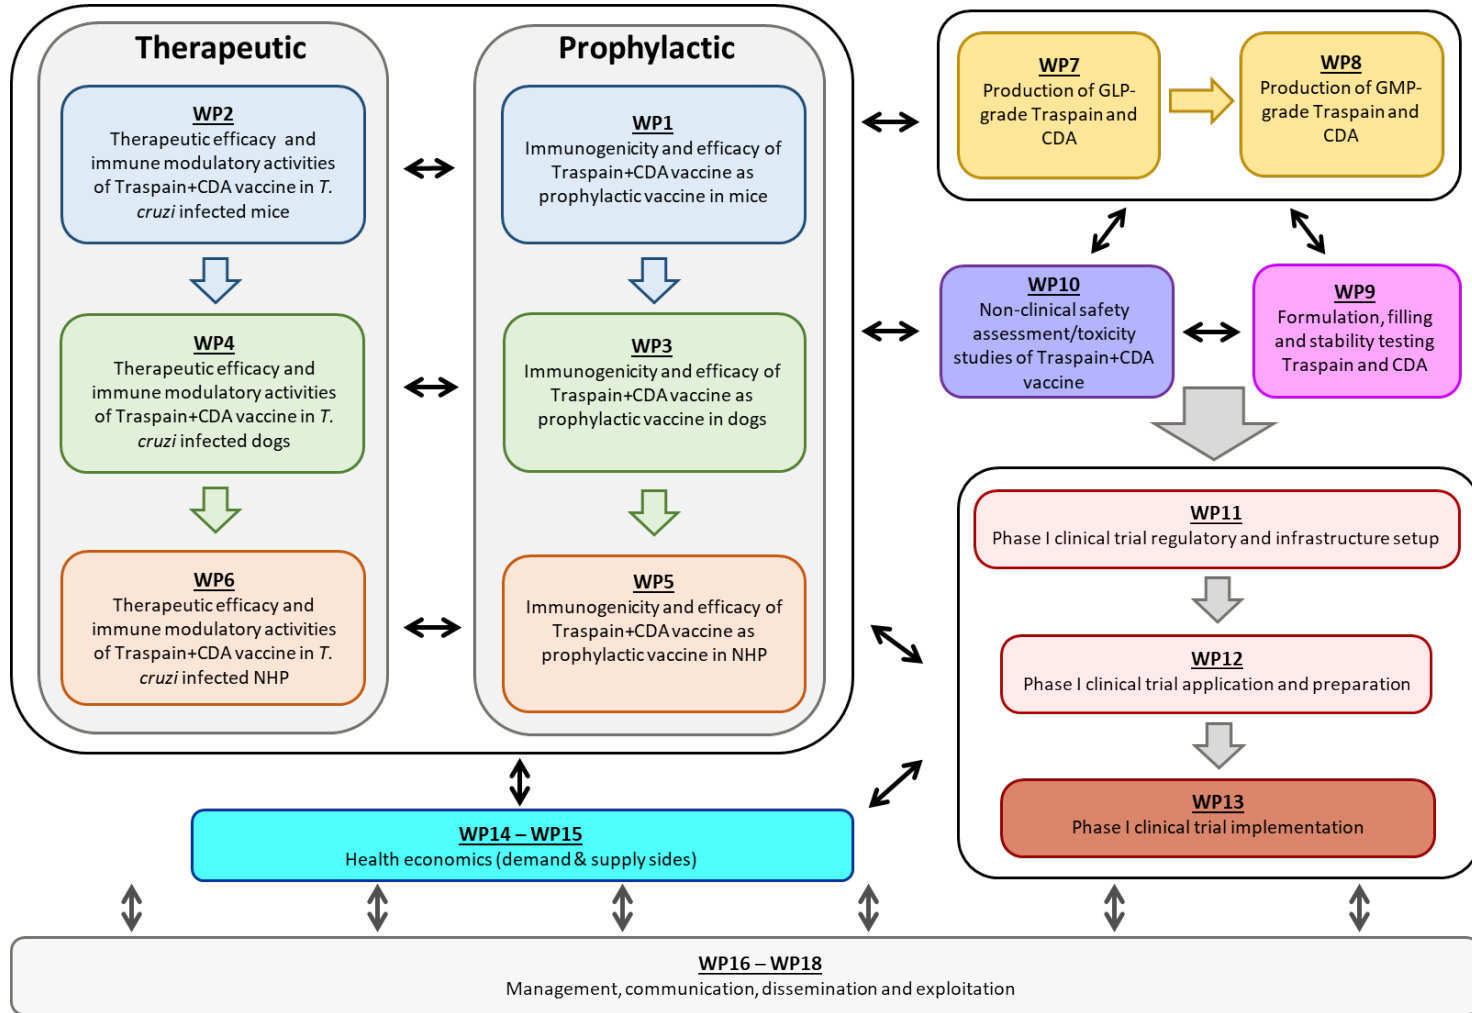 Therapeutic
WP2
Therapeutic efficacy and
immune modulatory activities
of Traspain+CDA vaccine in T.
cruzi infected mice
WP4
Therapeutic efficacy and
immune modulatory activities
of Traspain+CDA vaccine in T.
cruzi infected dogs
WP6
Therapeutic efficacy and
immune modulatory activities
of Traspain+CDA vaccine in T.
cruzi infected NHP
Prophylactic
WP1
Immunogenicity and efficacy of
Traspain+CDA vaccine as
prophylactic vaccine in mice
WP3
Immunogenicity and efficacy of
Traspain+CDA vaccine as
prophylactic vaccine in dogs
WP5
Immunogenicity and efficacy of
Traspain+CDA vaccine as
prophylactic vaccine in NHP
WP7
Production of GLP-
grade Traspain and
CDA
WP8
Production of GMP-
grade Traspain and
CDA
WP10
Non-clinical safety
assessment/toxicity
studies of Traspain+CDA
vaccine
WP9
Formulation, filling
and stability testing
Traspain and CDA
WP11
Phase I clinical trial regulatory and infrastructure setup
WP12
Phase I clinical trial application and preparation
WP13
Phase I clinical trial implementation
WP14 – WP15
Health economics (demand & supply sides)
WP16 – WP18
Management, communication, dissemination and exploitation